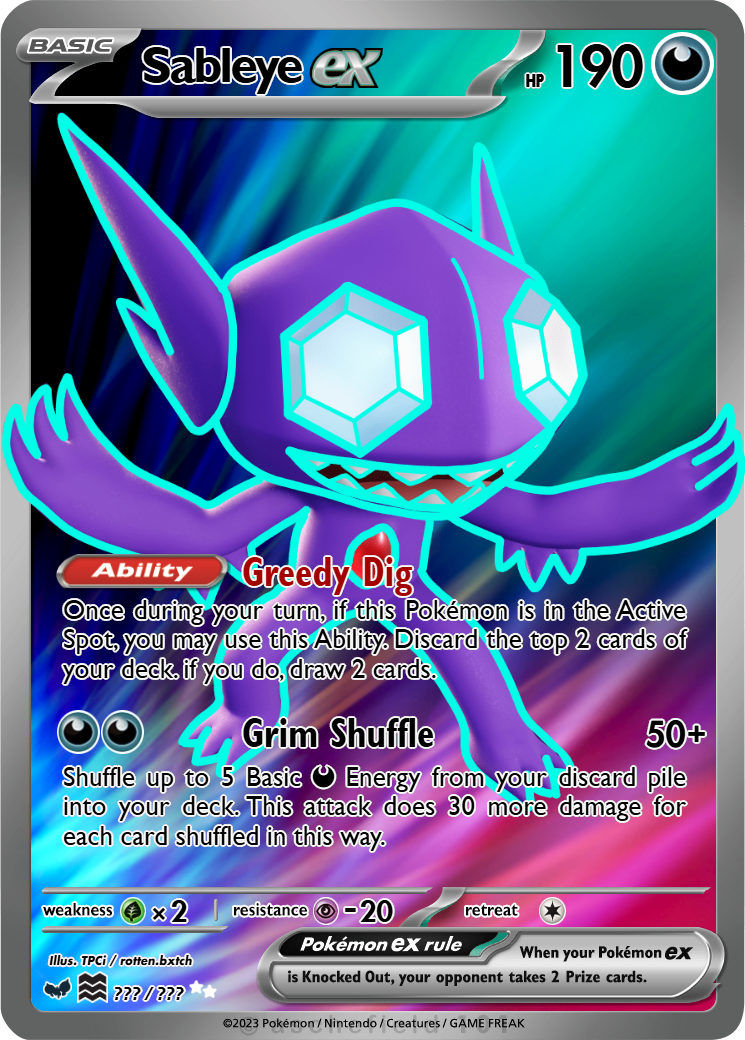 BASIC
Sableye ex
HP 190
Ability Greedy Dig
Once during your turn, if this Pokémon is in the Active
Spot, you may use this Ability. Discard the top 2 cards of
your deck. if you do, draw 2 cards.
Grim Shuffle 50+
Shuffle up to 5 Basic Energy from your discard pile
into your deck. This attack does 30 more damage for
each card shuffled in this way.
weakness ×2 resistance -20 retreat
Pokémon ex rule When your Pokémon ex
is Knocked Out, your opponent takes 2 Prize cards.
Illus. TPCi / rotten.bxtch
??? / ???
©2023 Pokémon / Nintendo / Creatures / GAME FREAK